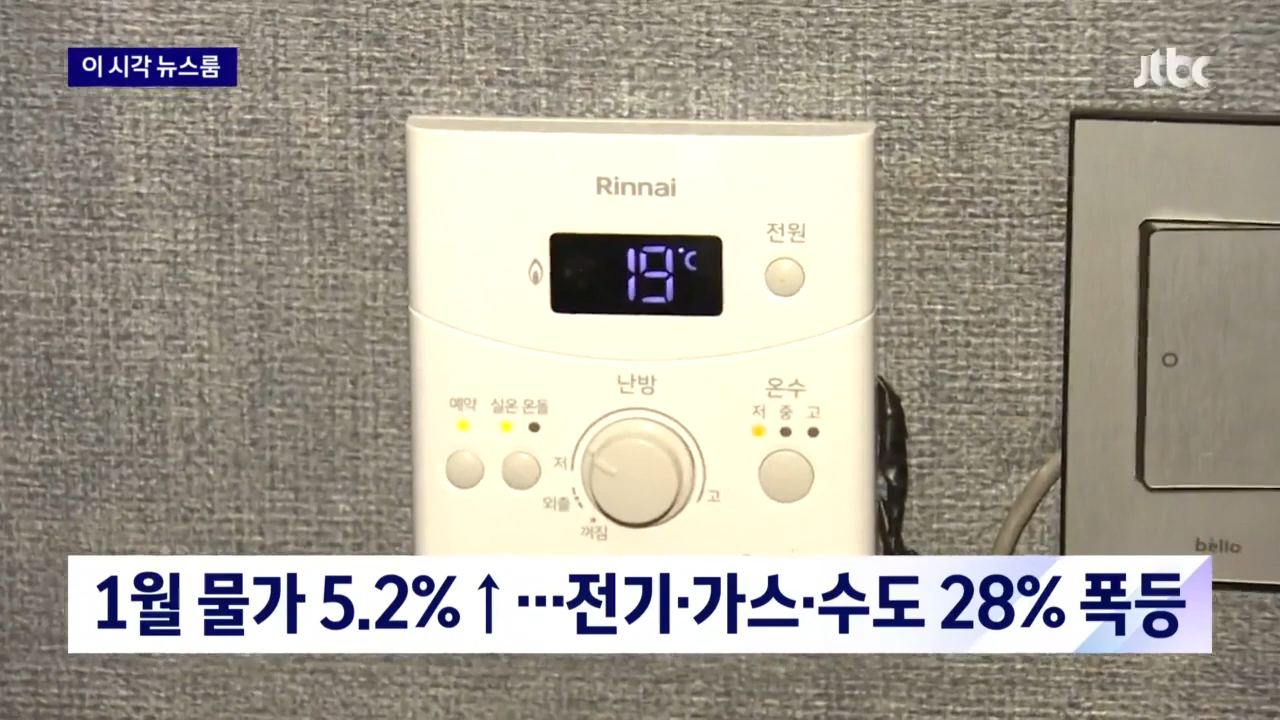 이 시각 뉴스룸
jtbc
Rinnai
19°C
전원
난방
온수
예약 실온 온돌
저 중 고
저
외출
고
꺼짐
bello
1월 물가 5.2%↑…전기·가스·수도 28% 폭등